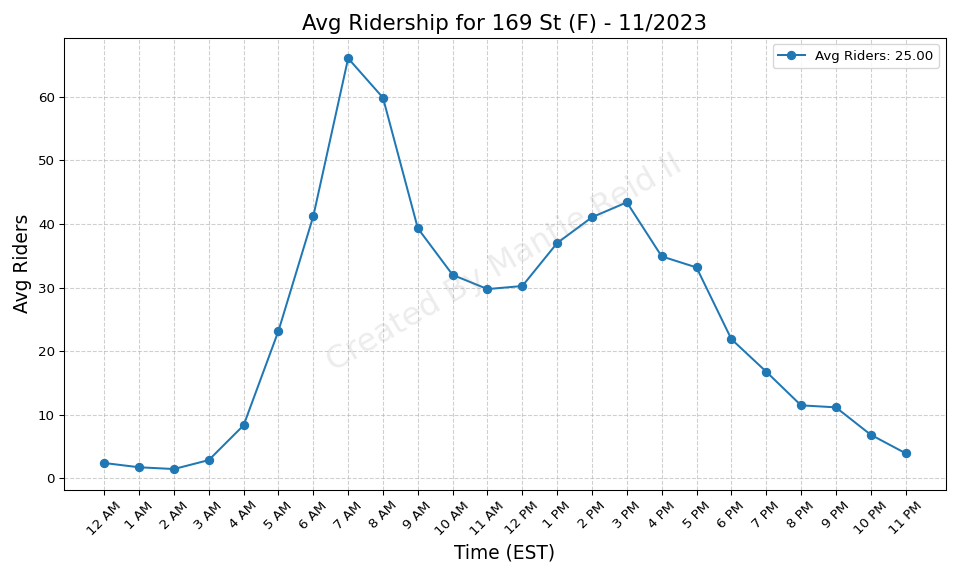 Avg Ridership for 169 St (F) - 11/2023
Avg Riders: 25.00
Avg Riders
60
50
40
30
20
10
0
Created By Mantie Reid II
12 AM
1 AM
2 AM
3 AM
4 AM
5 AM
6 AM
7 AM
8 AM
9 AM
10 AM
11 AM
12 PM
1 PM
2 PM
3 PM
4 PM
5 PM
6 PM
7 PM
8 PM
9 PM
10 PM
11 PM
Time (EST)